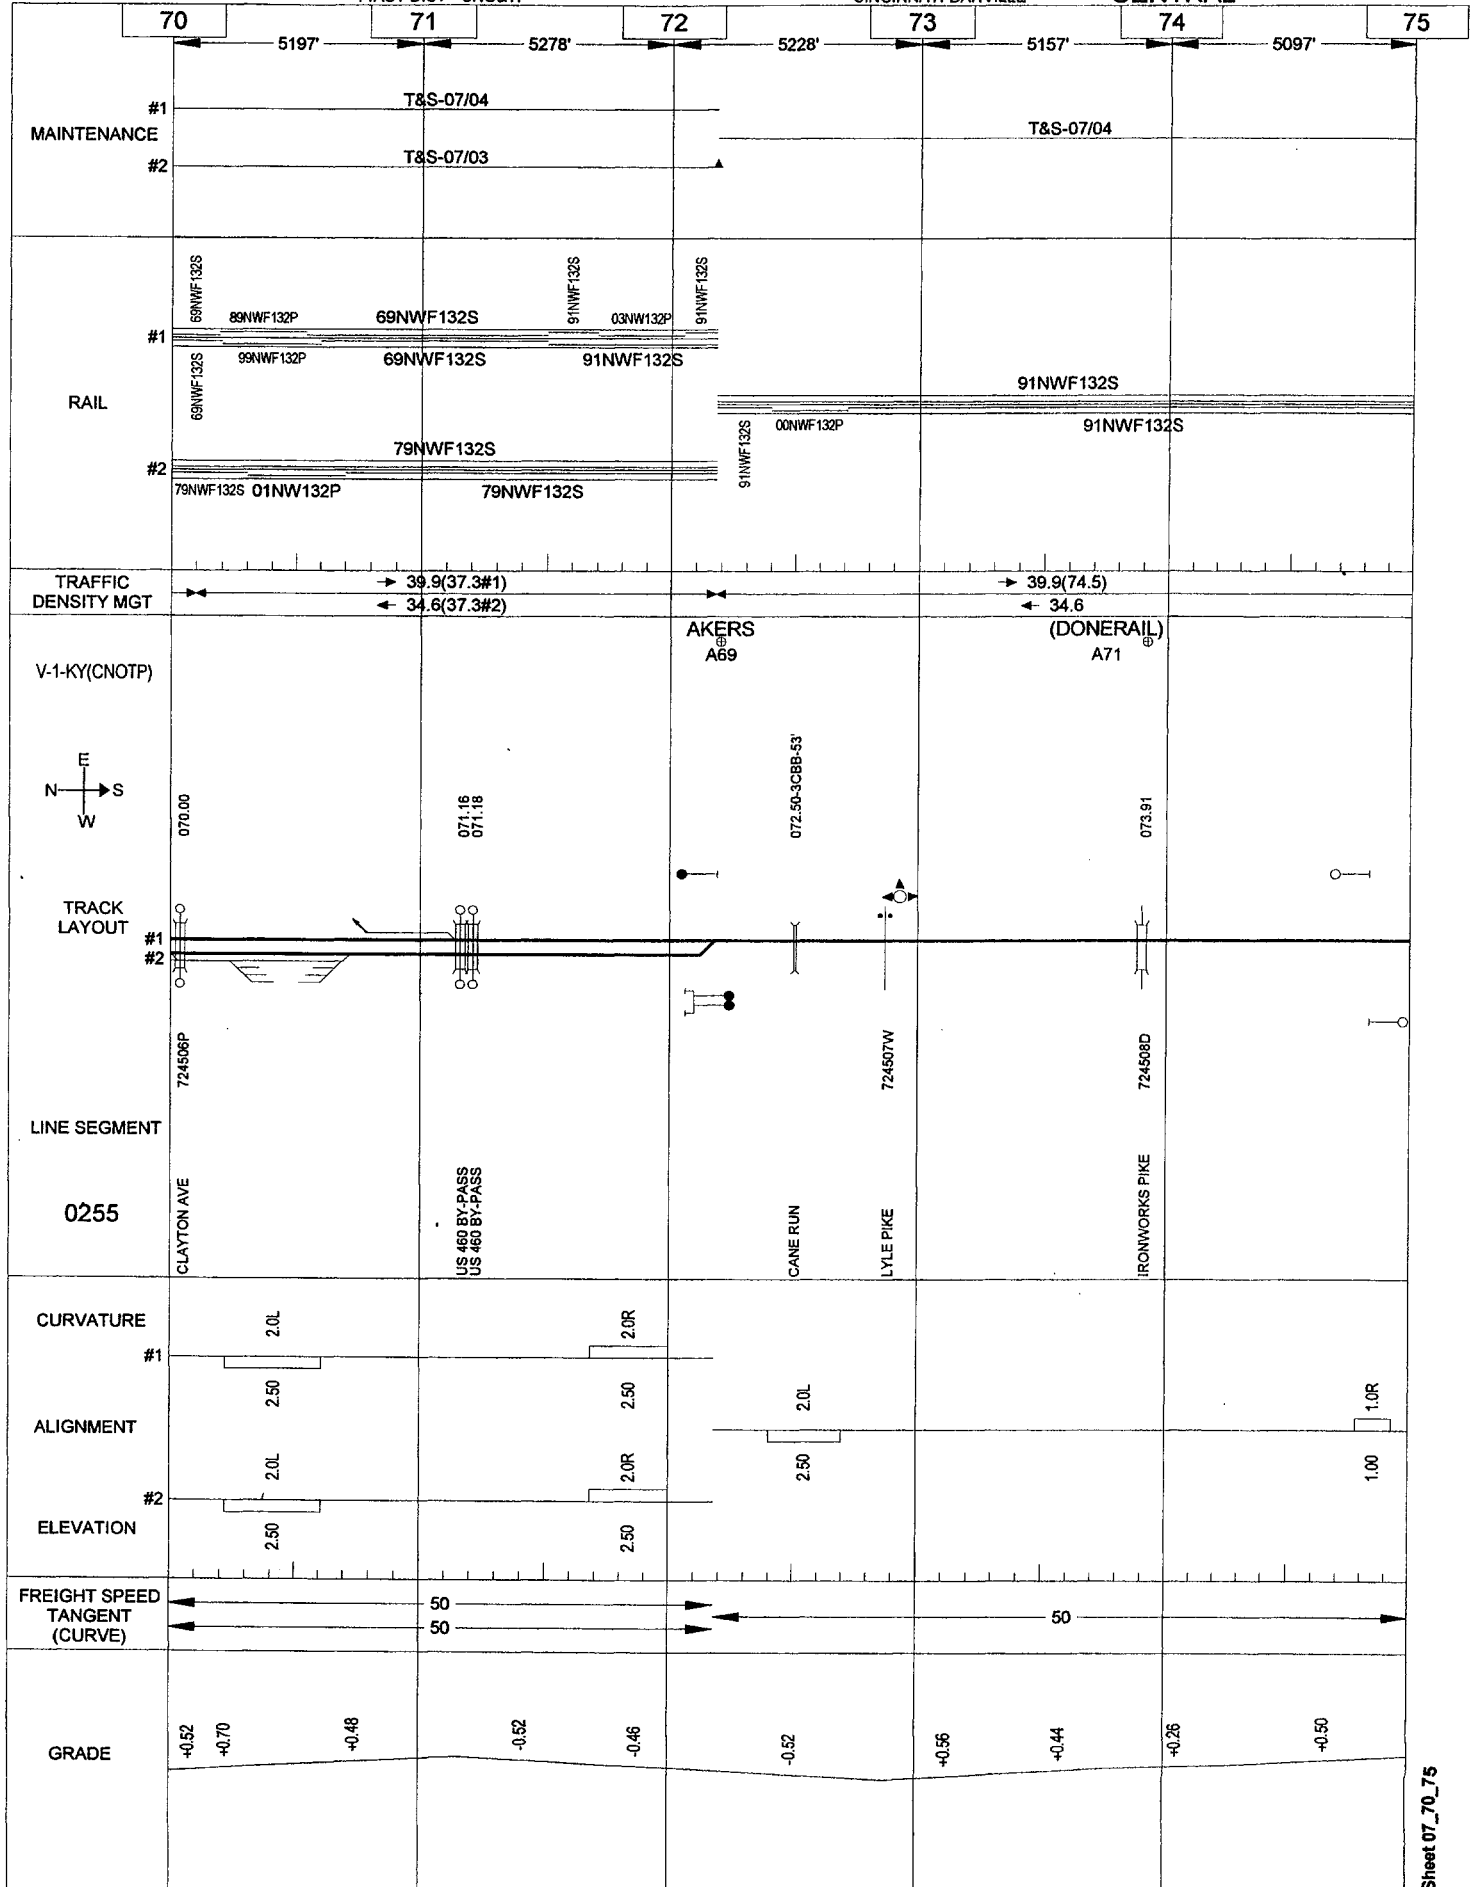 70 71 72 73 74 75
5197' 5278' 5228' 5157' 5097'
#1 T&S-07/04
MAINTENANCE T&S-07/04
#2 T&S-07/03
69NWF132S 91NWF132S 91NWF132S
89NWF132P 69NWF132S 03NW132P
#1
99NWF132P 69NWF132S 91NWF132S
69NWF132S
RAIL 91NWF132S
00NWF132P 91NWF132S
91NWF132S
79NWF132S
#2
79NWF132S 01NW132P 79NWF132S
TRAFFIC
DENSITY MGT
39.9(37.3#1) 39.9(74.5)
34.6(37.3#2) 34.6
AKERS (DONERAIL)
A69 A71
V-1-KY(CNOTP)
E
N S
W
070.00
071.16
071.18
072.50-3CBB-53'
073.91
TRACK
LAYOUT
#1
#2
724506P
724507W
724508D
LINE SEGMENT
0255
CLAYTON AVE
US 460 BY-PASS
US 460 BY-PASS
CANE RUN
LYLE PIKE
IRONWORKS PIKE
CURVATURE
2.0L 2.0R
#1
2.50 2.50
2.0L 1.0R
ALIGNMENT
2.50 1.00
2.0L 2.0R
#2
ELEVATION
2.50 2.50
FREIGHT SPEED
TANGENT
(CURVE)
50
50
50
GRADE
+0.52 +0.70 +0.48 -0.52 -0.46 -0.52 +0.56 +0.44 +0.26 +0.50
Sheet 07_70_75